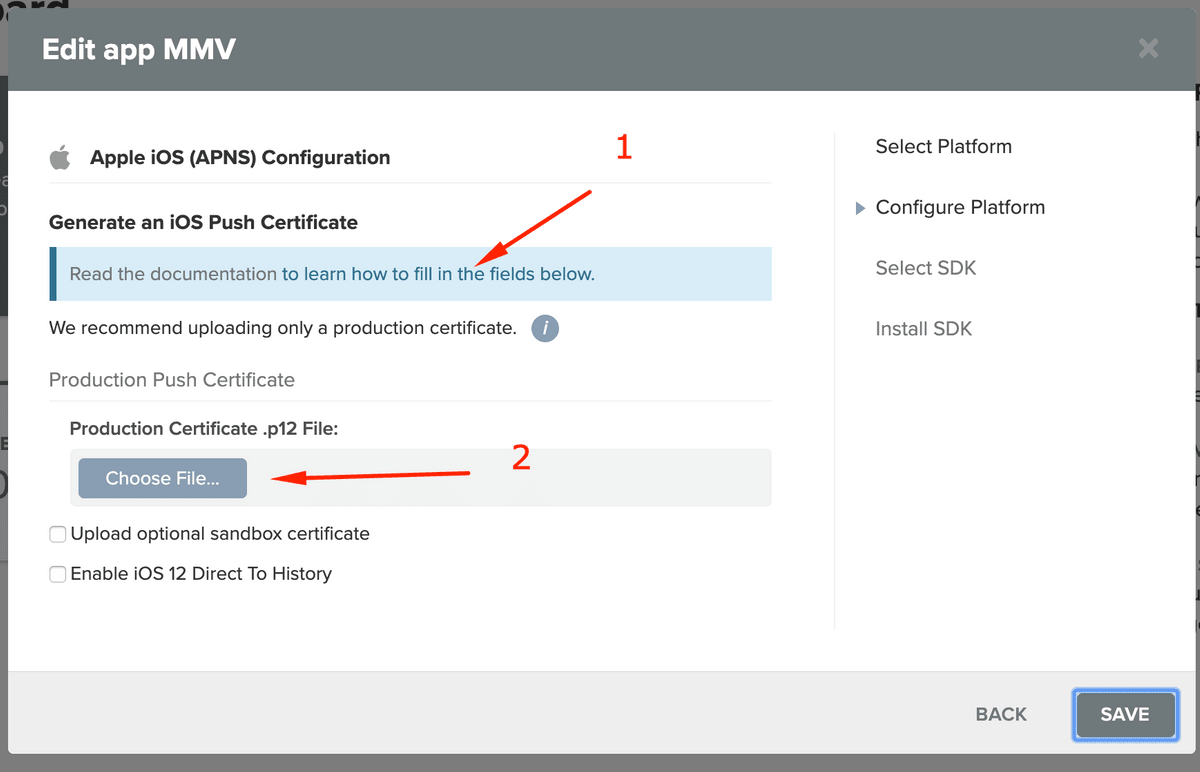 Edit app MMV
Apple iOS (APNS) Configuration
1
Generate an iOS Push Certificate
Read the documentation to learn how to fill in the fields below.
We recommend uploading only a production certificate. i
Production Push Certificate
Production Certificate .p12 File:
2
Choose File...
Upload optional sandbox certificate
Enable iOS 12 Direct To History
Select Platform
Configure Platform
Select SDK
Install SDK
BACK
SAVE